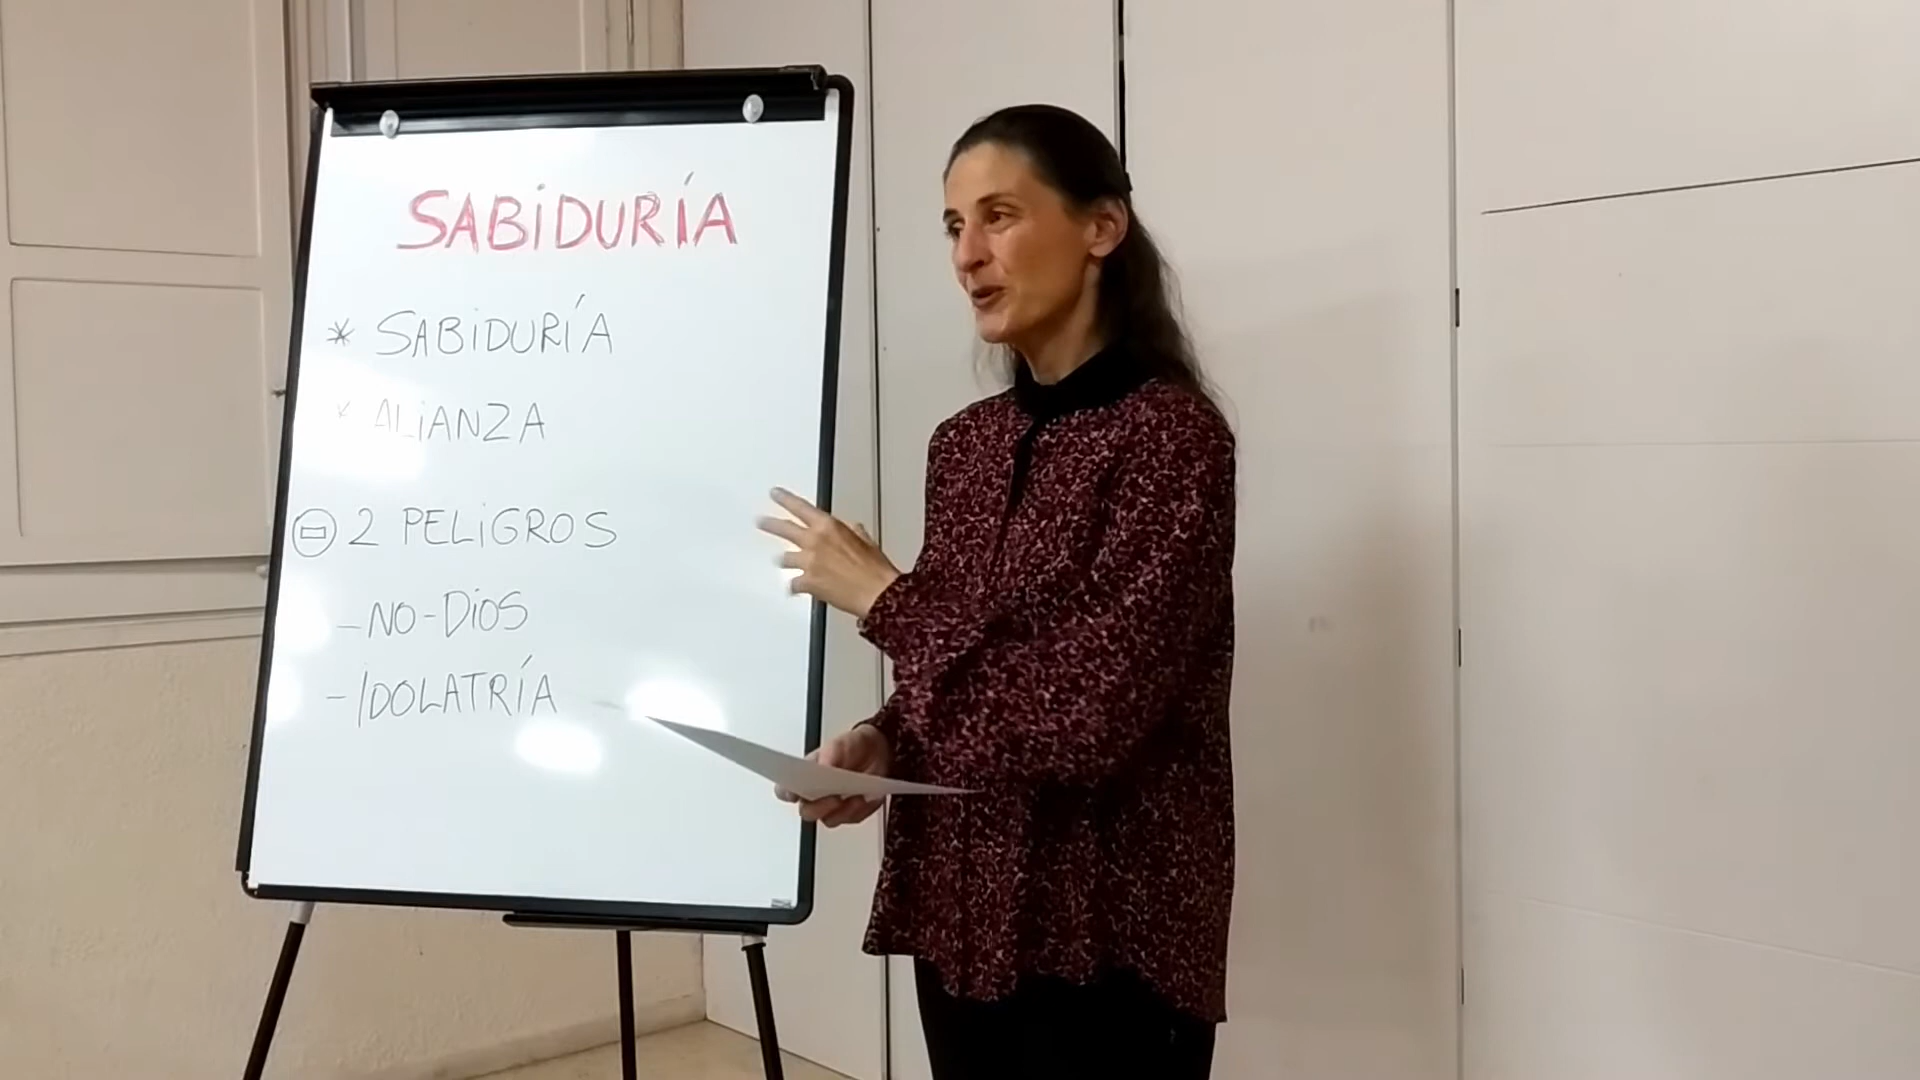 SABIDURÍA
* SABIDURÍA
* ALIANZA
⊖ 2 PELIGROS
- NO-DIOS
- IDOLATRÍA